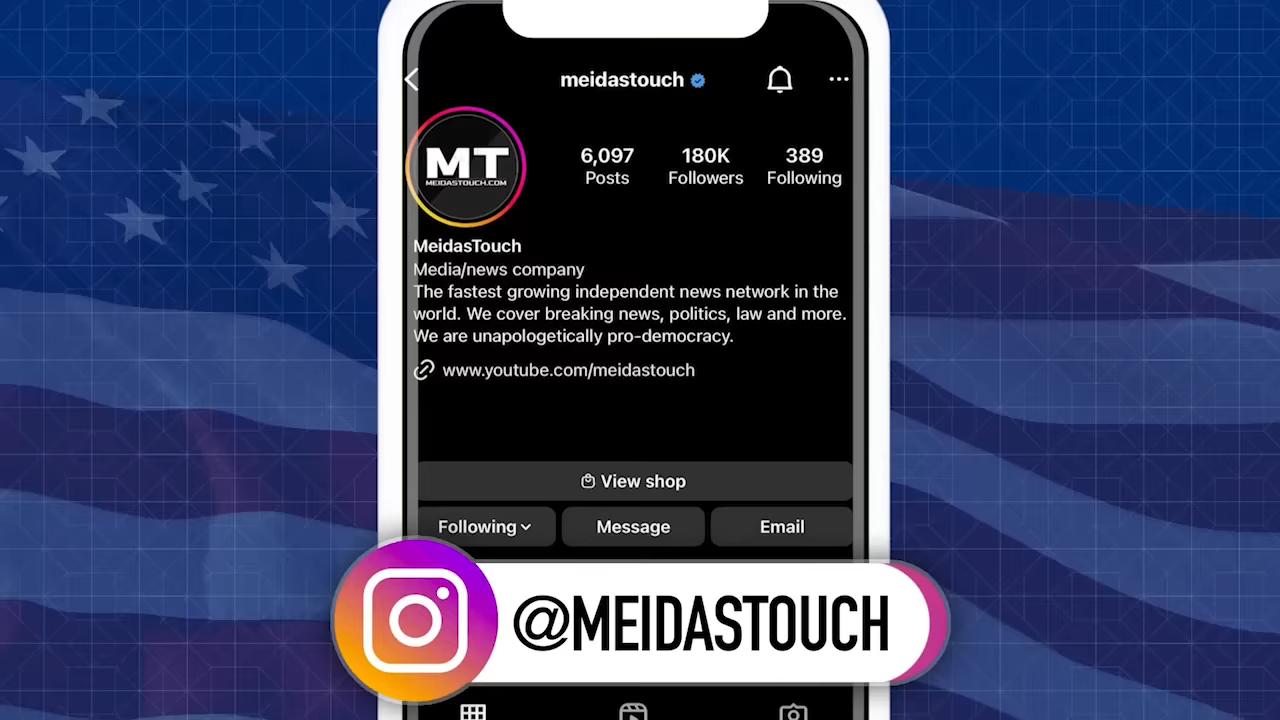 meidastouch
MT
MEIDASTOUCH.COM
6,097
Posts
180K
Followers
389
Following
MeidasTouch
Media/news company
The fastest growing independent news network in the
world. We cover breaking news, politics, law and more.
We are unapologetically pro-democracy.
www.youtube.com/meidastouch
View shop
Following
Message
Email
@MEIDASTOUCH